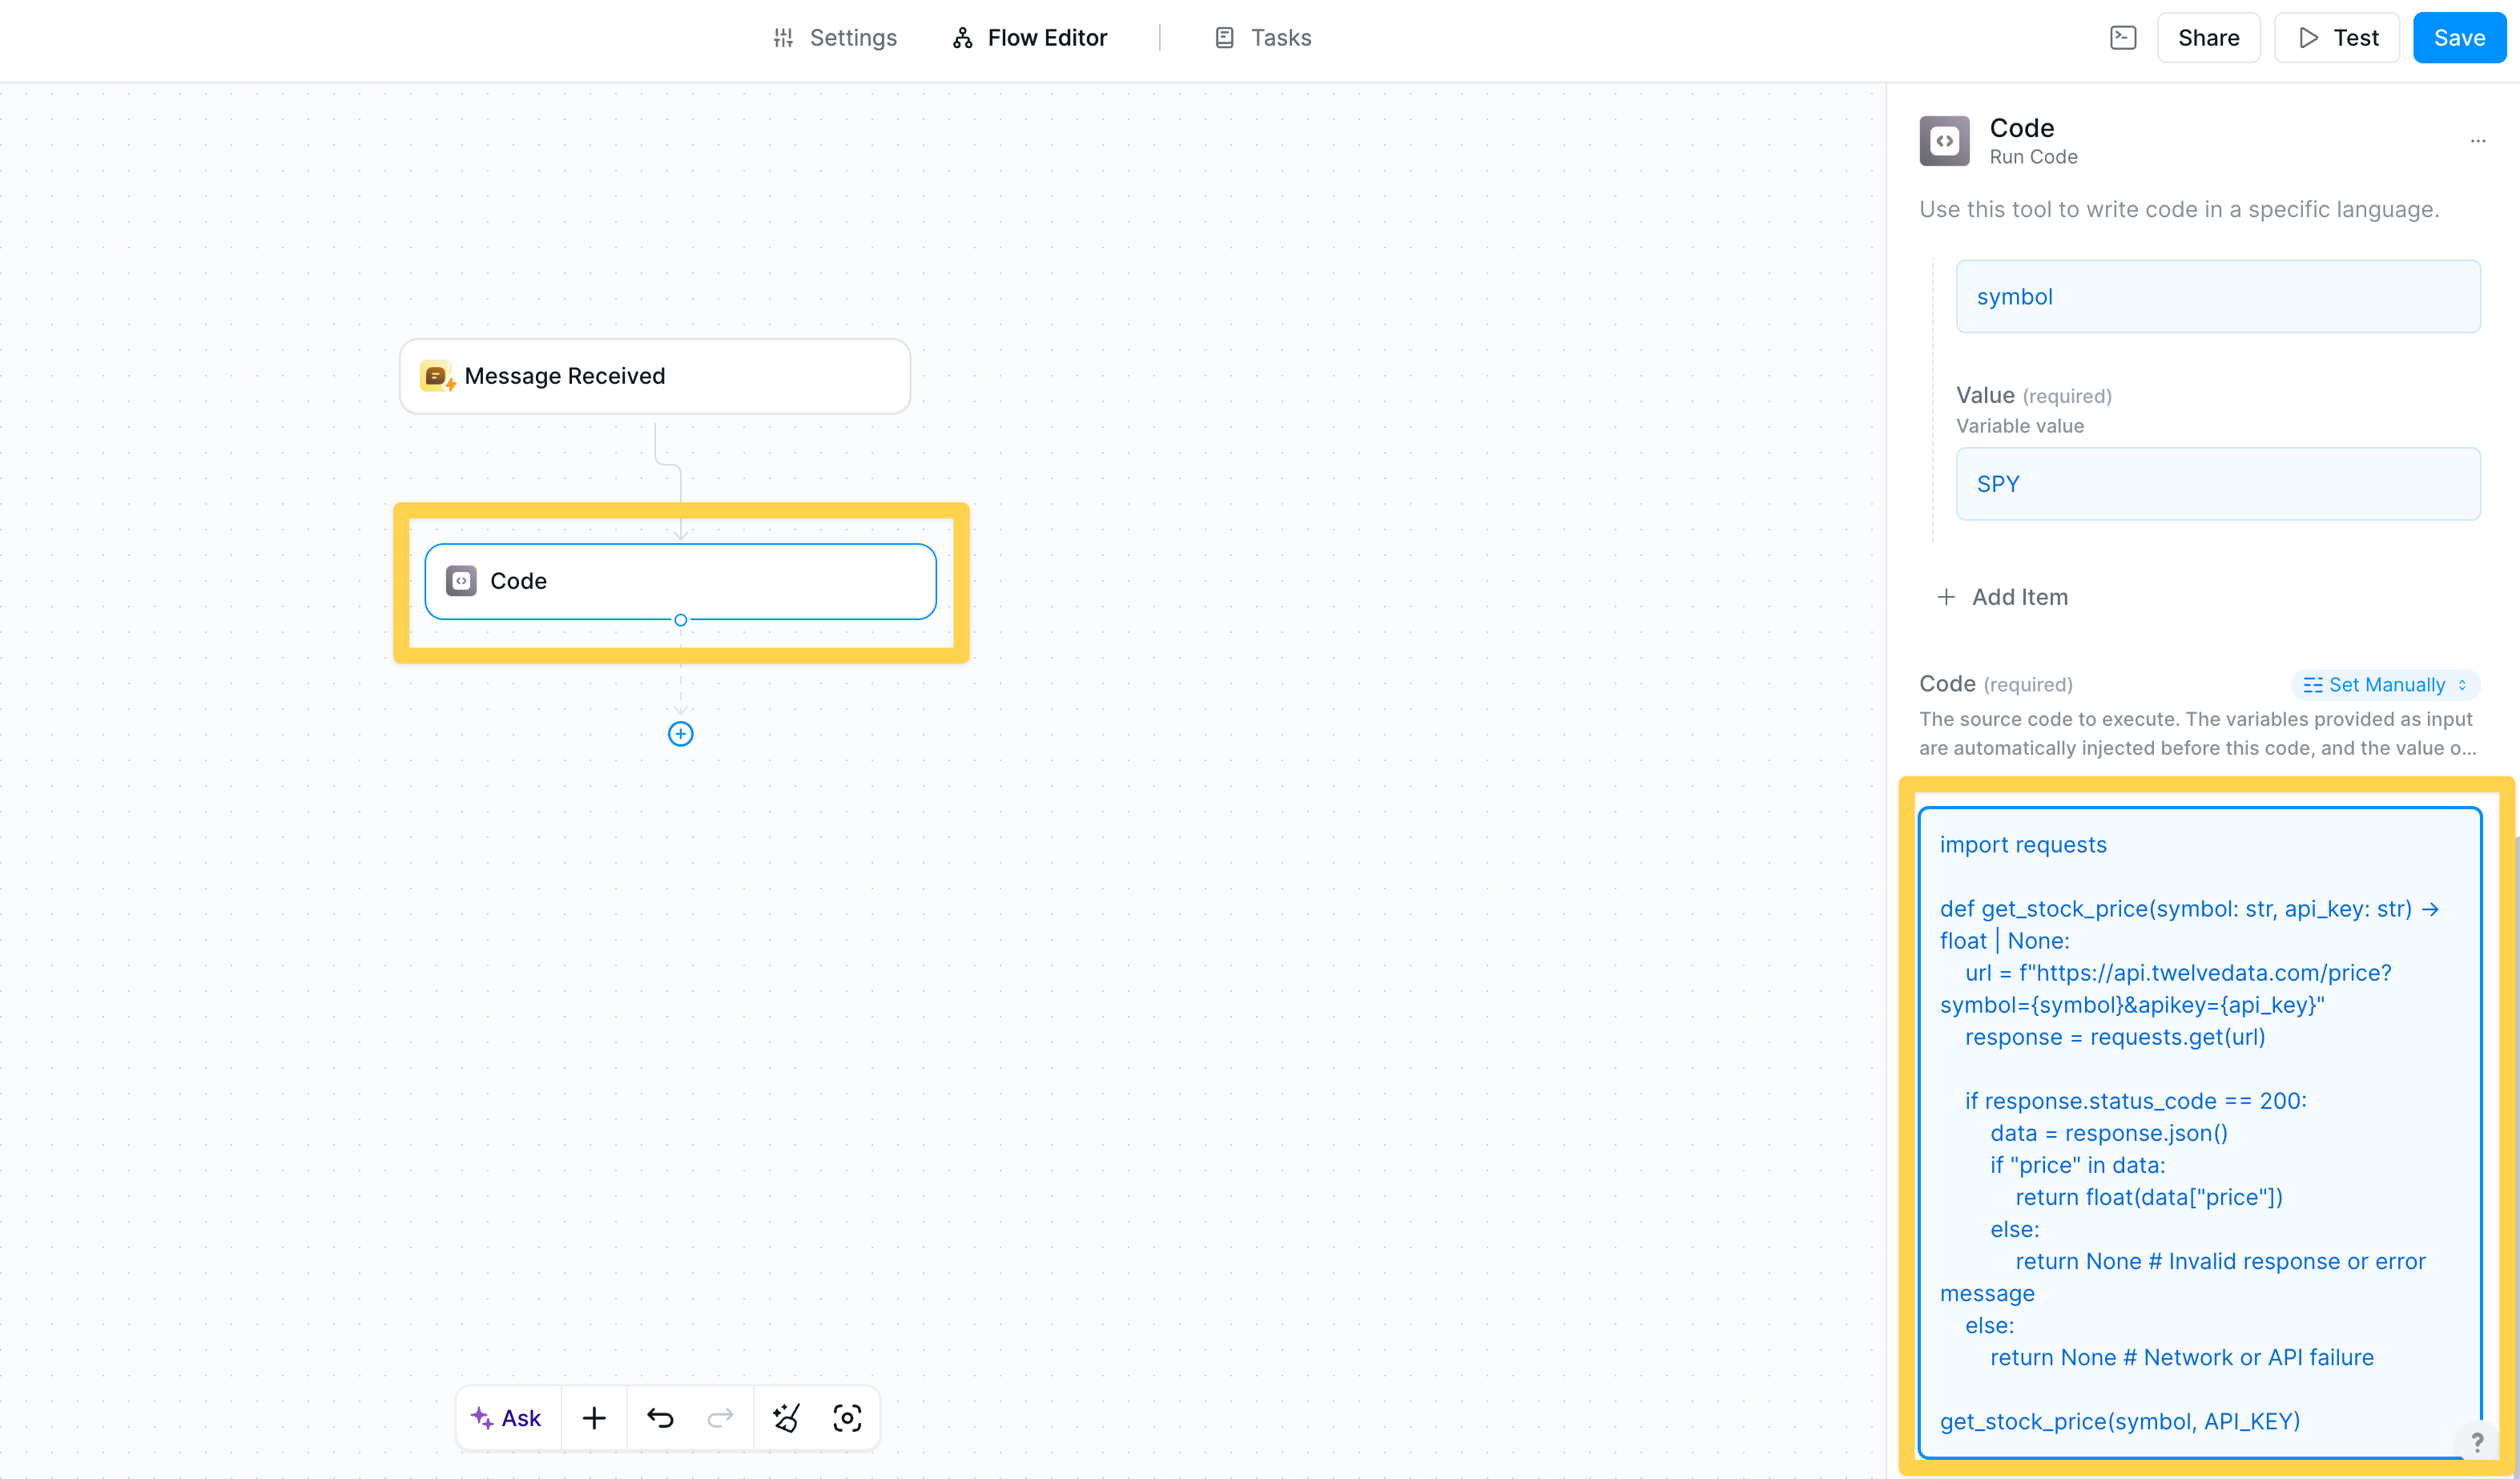 Settings
Flow Editor
Tasks
Share
Test
Save
Message Received
Code
Ask
Code
Run Code
...
Use this tool to write code in a specific language.
symbol
Value (required)
Variable value
SPY
+ Add Item
Code (required)
Set Manually
The source code to execute. The variables provided as input
are automatically injected before this code, and the value o...
import requests
def get_stock_price(symbol: str, api_key: str) →
float | None:
url = f"https://api.twelvedata.com/price?
symbol={symbol}&apikey={api_key}"
response = requests.get(url)
if response.status_code == 200:
data = response.json()
if "price" in data:
return float(data["price"])
else:
return None # Invalid response or error
message
else:
return None # Network or API failure
get_stock_price(symbol, API_KEY)
?